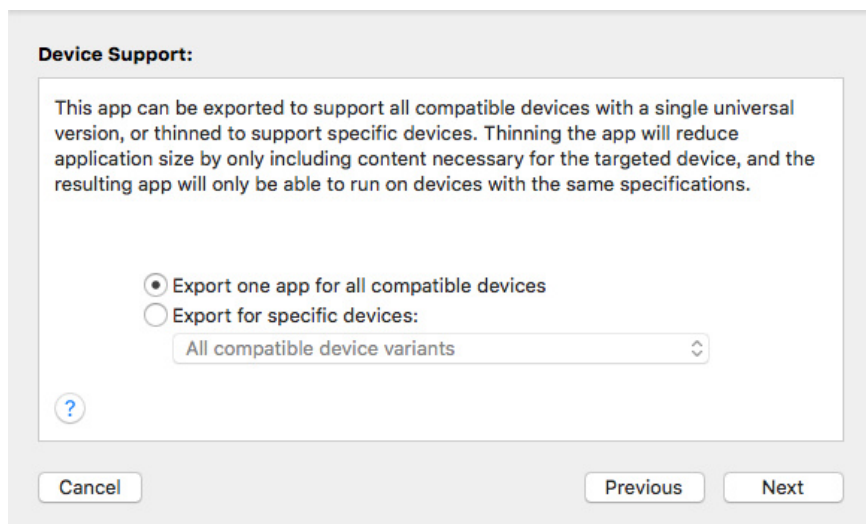 Device Support:
This app can be exported to support all compatible devices with a single universal
version, or thinned to support specific devices. Thinning the app will reduce
application size by only including content necessary for the targeted device, and the
resulting app will only be able to run on devices with the same specifications.
Export one app for all compatible devices
Export for specific devices:
All compatible device variants
?
Cancel
Previous
Next